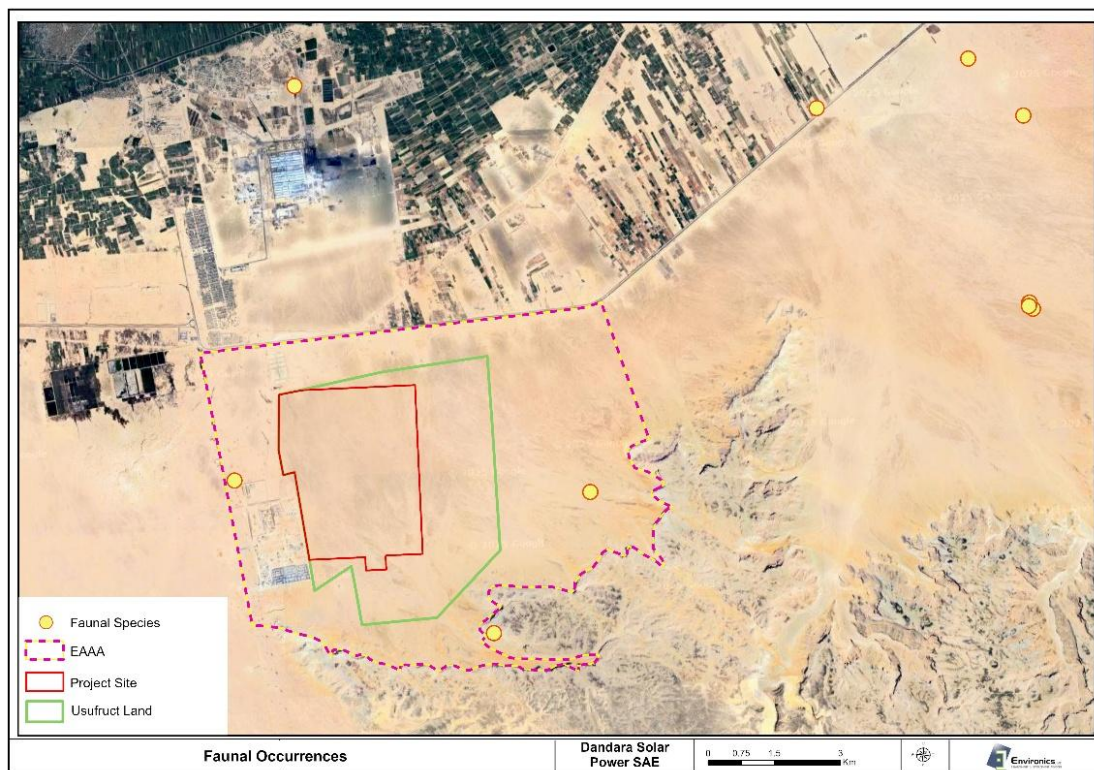 Faunal Species
EAAA
Project Site
Usufruct Land
Faunal Occurrences
Dandara Solar
Power SAE
0 0.75 1.5 3
Km
Environics